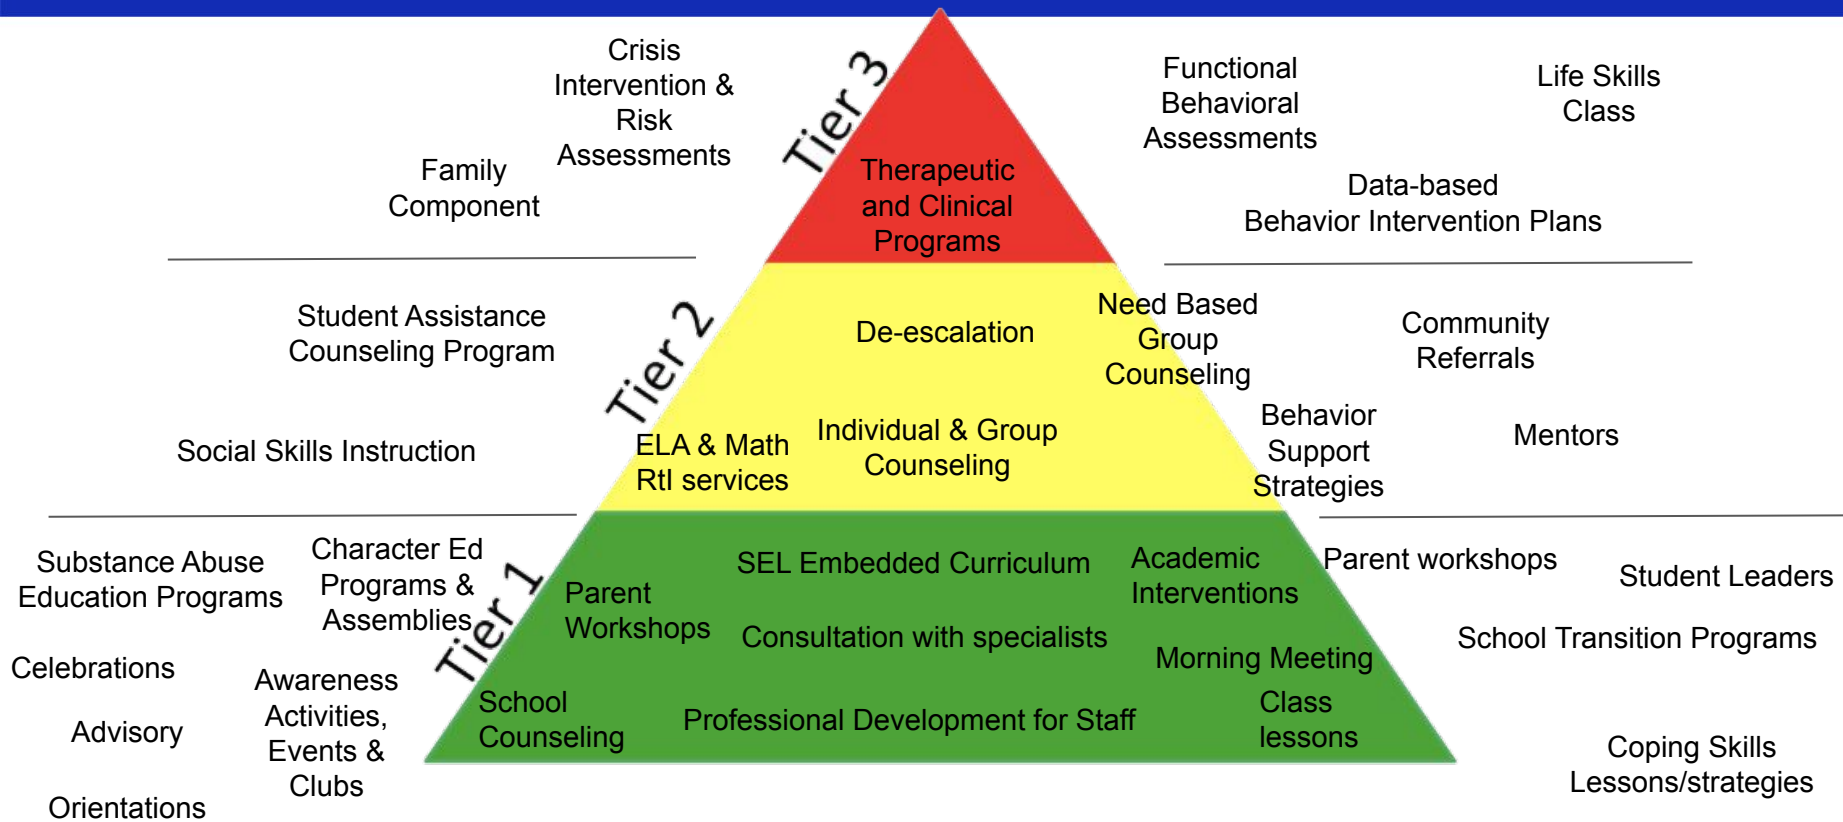 Crisis
Intervention &
Risk
Assessments
Family
Component
Tier 3
Therapeutic
and Clinical
Programs
Functional
Behavioral
Assessments
Life Skills
Class
Data-based
Behavior Intervention Plans
Student Assistance
Counseling Program
Social Skills Instruction
Tier 2
De-escalation
ELA & Math
RtI services
Individual & Group
Counseling
Need Based
Group
Counseling
Community
Referrals
Behavior
Support
Strategies
Mentors
Substance Abuse
Education Programs
Character Ed
Programs &
Assemblies
Celebrations
Advisory
Orientations
Awareness
Activities,
Events &
Clubs
Tier 1
Parent
Workshops
School
Counseling
SEL Embedded Curriculum
Consultation with specialists
Professional Development for Staff
Academic
Interventions
Morning Meeting
Class
lessons
Parent workshops
Student Leaders
School Transition Programs
Coping Skills
Lessons/strategies